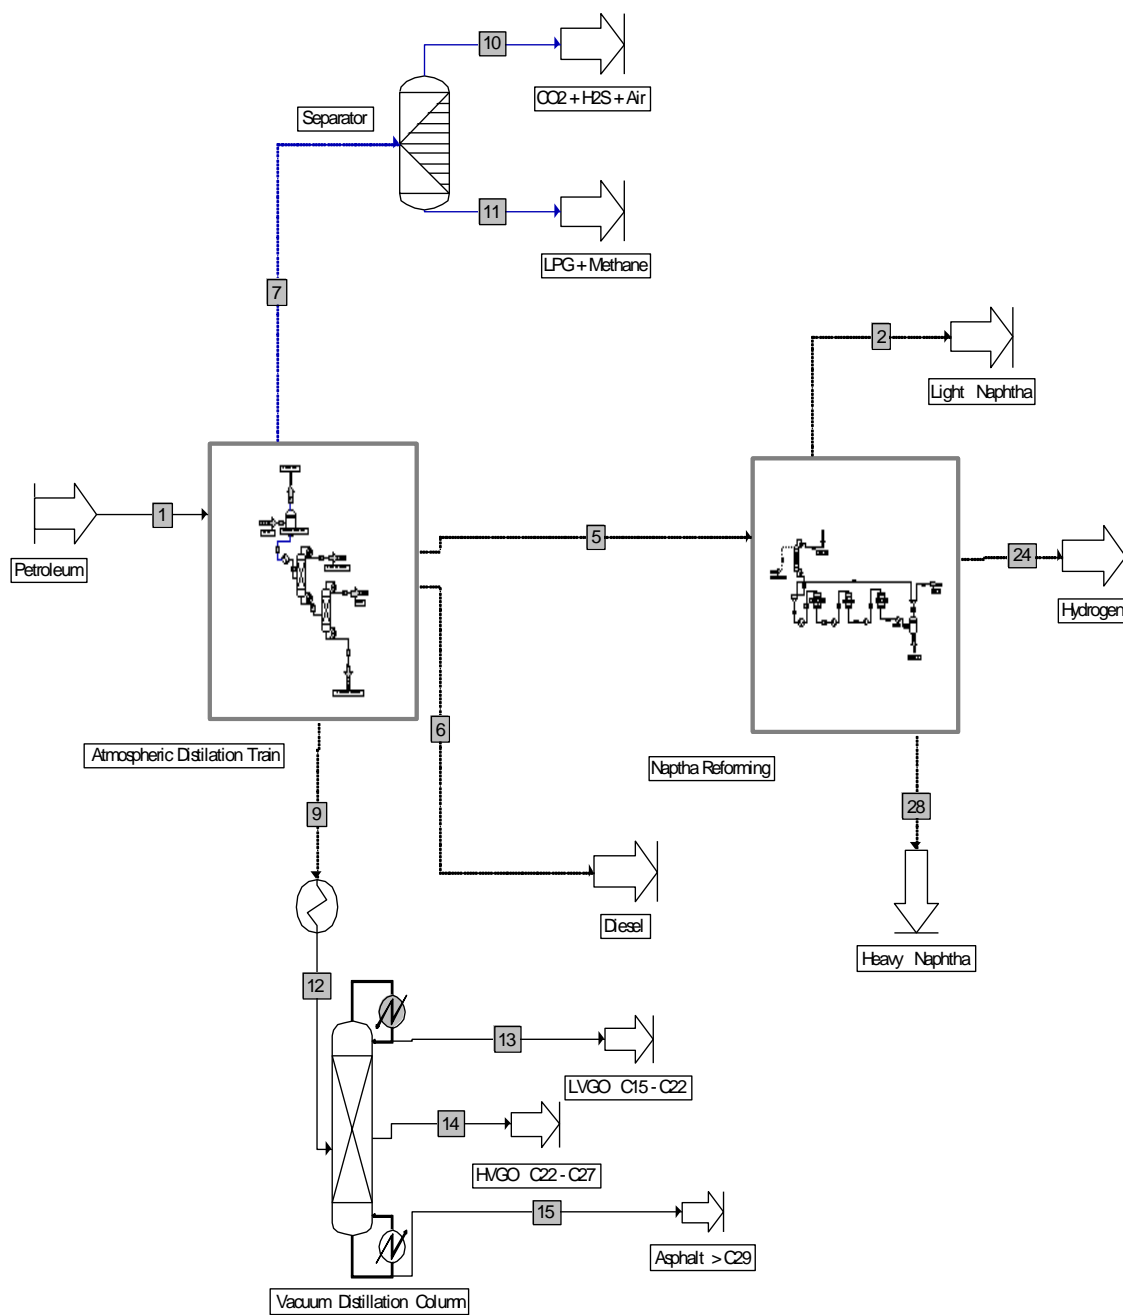 10
CO2 + H2S + Air
Separator
11
LPG + Methane
7
2
Light Naphtha
1
Petroleum
5
24
Hydrogen
6
Atmospheric Distilation Train
Naptha Reforming
9
28
Diesel
Heavy Naphtha
12
13
LVGO C15 - C22
14
HVGO C22 - C27
15
Asphalt > C29
Vacuum Distillation Column